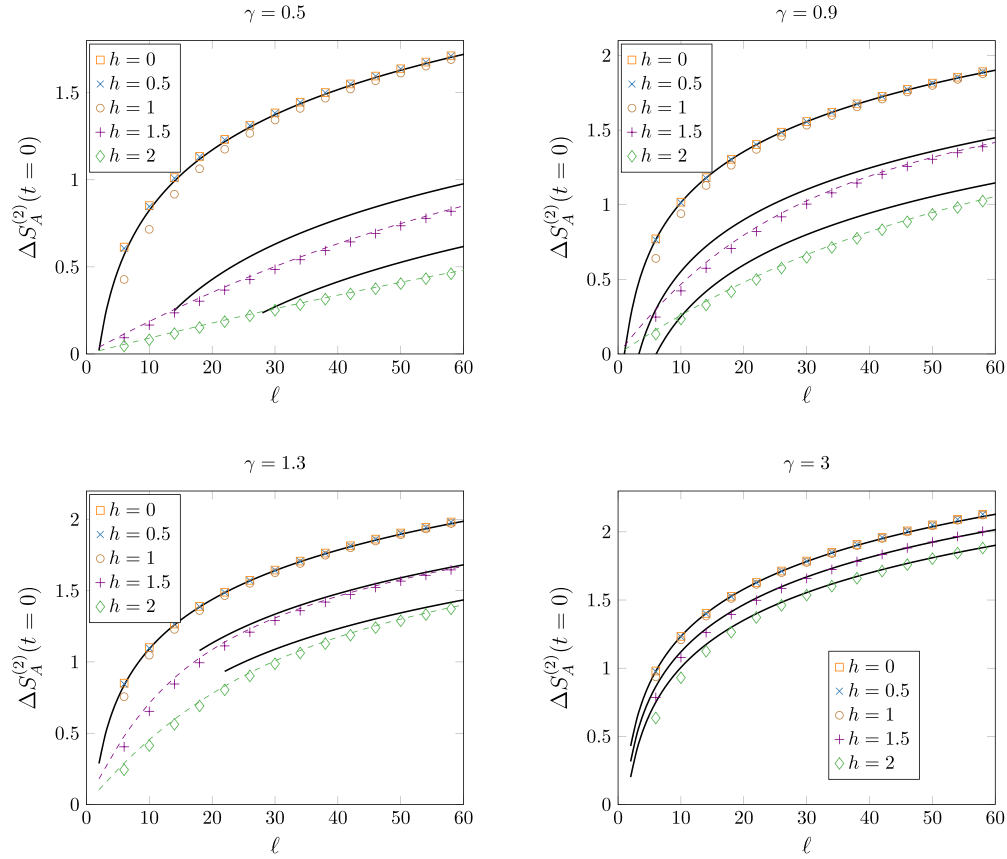 γ = 0.5
ΔS_A^(2)(t = 0)
1.5
1
0.5
0
h = 0
h = 0.5
h = 1
h = 1.5
h = 2
0 10 20 30 40 50 60
ℓ
γ = 0.9
ΔS_A^(2)(t = 0)
2
1.5
1
0.5
0
h = 0
h = 0.5
h = 1
h = 1.5
h = 2
0 10 20 30 40 50 60
ℓ
γ = 1.3
ΔS_A^(2)(t = 0)
2
1.5
1
0.5
0
h = 0
h = 0.5
h = 1
h = 1.5
h = 2
0 10 20 30 40 50 60
ℓ
γ = 3
ΔS_A^(2)(t = 0)
2.5
2
1.5
1
0.5
0
h = 0
h = 0.5
h = 1
h = 1.5
h = 2
0 10 20 30 40 50 60
ℓ